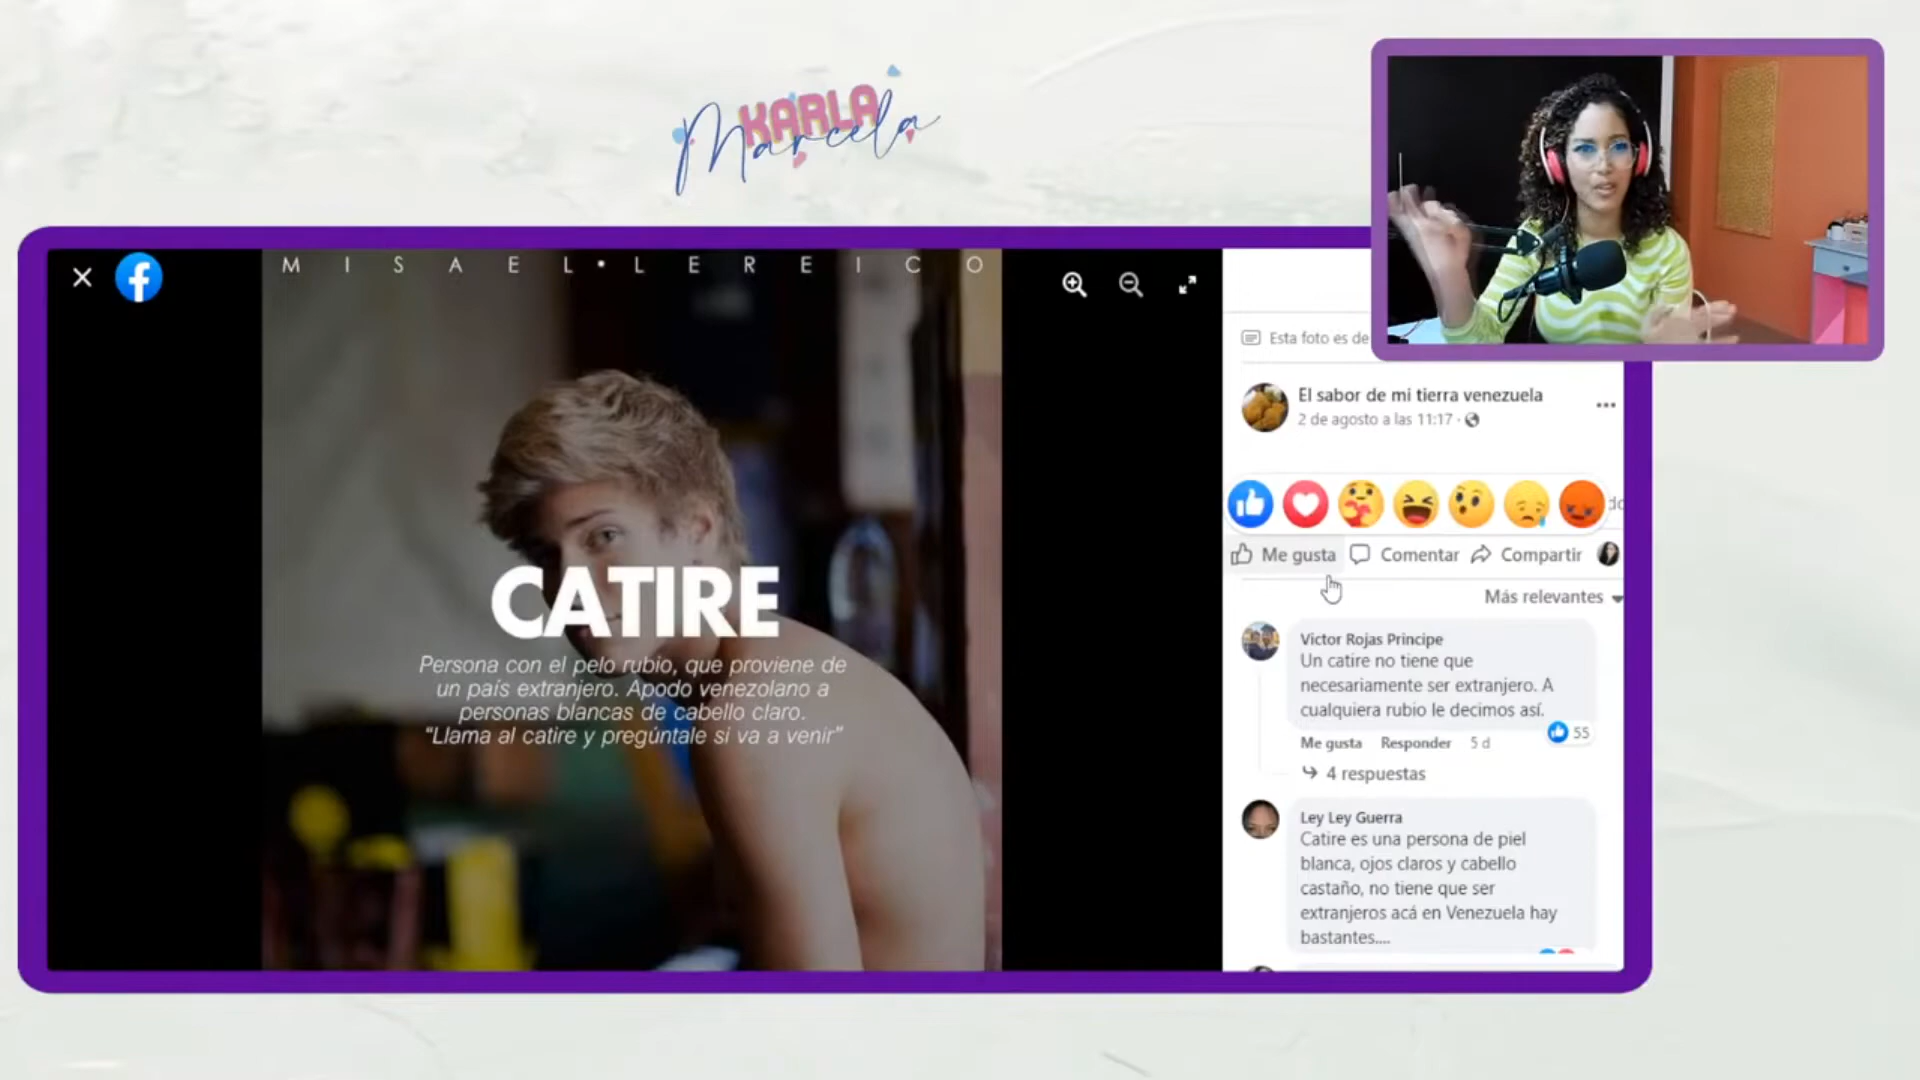 KARLA
Marcela
MISAEL•LEREICO
CATIRE
Persona con el pelo rubio, que proviene de
un país extranjero. Apodo venezolano a
personas blancas de cabello claro.
"Llama al catire y pregúntale si va a venir"
Esta foto es de
El sabor de mi tierra venezuela
2 de agosto a las 11:17 ·
Me gusta Comentar Compartir
Más relevantes
Victor Rojas Principe
Un catire no tiene que
necesariamente ser extranjero. A
cualquiera rubio le decimos así.
55
Me gusta Responder 5 d
4 respuestas
Ley Ley Guerra
Catire es una persona de piel
blanca, ojos claros y cabello
castaño, no tiene que ser
extranjeros acá en Venezuela hay
bastantes....